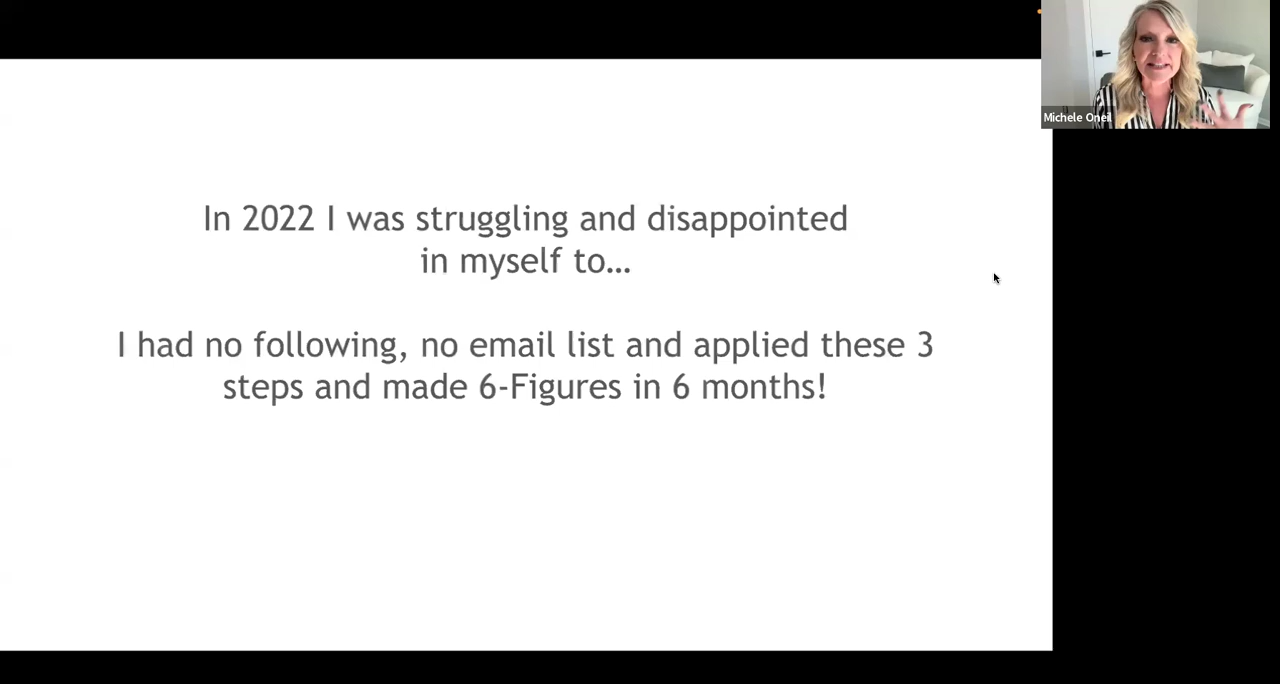 Michele Oneil
In 2022 I was struggling and disappointed
in myself to...
I had no following, no email list and applied these 3
steps and made 6-Figures in 6 months!